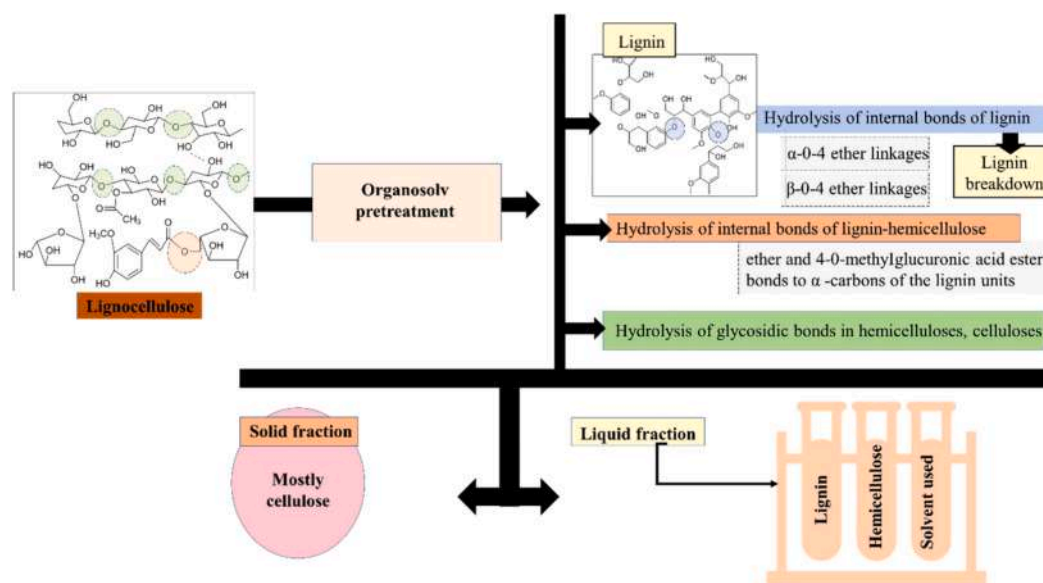 Lignin
Hydrolysis of internal bonds of lignin
α-0-4 ether linkages
β-0-4 ether linkages
Lignin
breakdown
Organosolv
pretreatment
Hydrolysis of internal bonds of lignin-hemicellulose
ether and 4-0-methylglucuronic acid ester
bonds to α -carbons of the lignin units
Lignocellulose
Hydrolysis of glycosidic bonds in hemicelluloses, celluloses
Solid fraction
Mostly
cellulose
Liquid fraction
Lignin
Hemicellulose
Solvent used